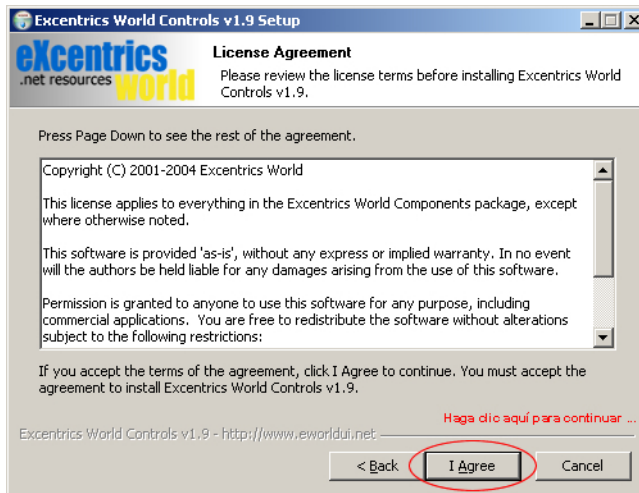 Excentrics World Controls v1.9 Setup
eXcentrics
.net resources world
License Agreement
Please review the license terms before installing Excentrics World
Controls v1.9.
Press Page Down to see the rest of the agreement.
Copyright (C) 2001-2004 Excentrics World
This license applies to everything in the Excentrics World Components package, except
where otherwise noted.
This software is provided 'as-is', without any express or implied warranty. In no event
will the authors be held liable for any damages arising from the use of this software.
Permission is granted to anyone to use this software for any purpose, including
commercial applications. You are free to redistribute the software without alterations
subject to the following restrictions:
If you accept the terms of the agreement, click I Agree to continue. You must accept the
agreement to install Excentrics World Controls v1.9.
Haga clic aquí para continuar ...
Excentrics World Controls v1.9 - http://www.eworldui.net
< Back I Agree Cancel